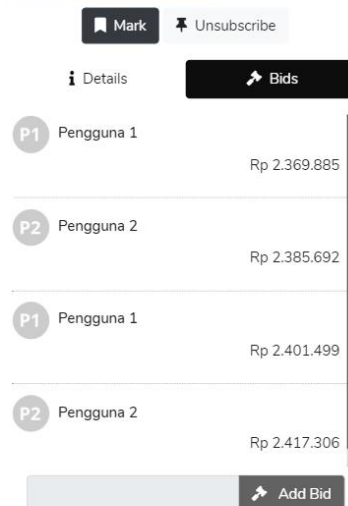 Mark Unsubscribe
Details Bids
P1 Pengguna 1
Rp 2.369.885
P2 Pengguna 2
Rp 2.385.692
P1 Pengguna 1
Rp 2.401.499
P2 Pengguna 2
Rp 2.417.306
Add Bid